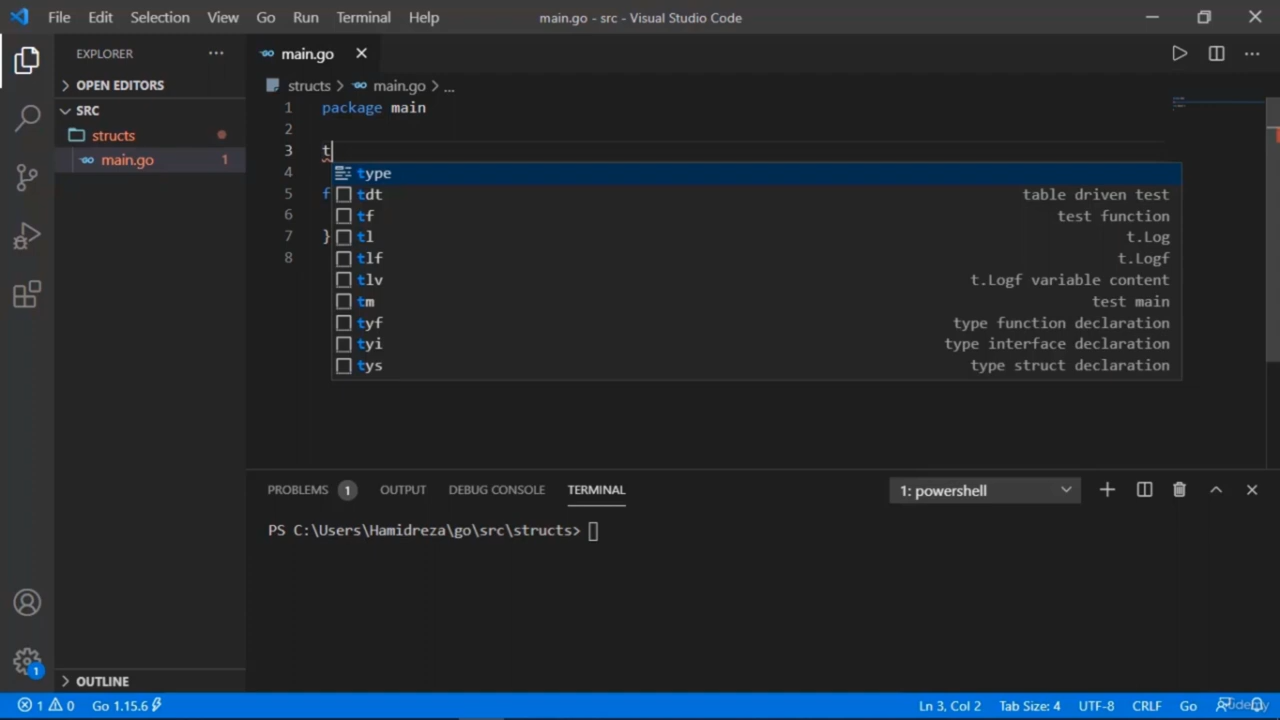 File Edit Selection View Go Run Terminal Help
main.go - src - Visual Studio Code
EXPLORER
OPEN EDITORS
SRC
structs
main.go 1
main.go
structs > main.go > ...
1 package main
2
3 t
4
5 f
6
7 }
8
type
tdt table driven test
tf test function
tl t.Log
tlf t.Logf
tlv t.Logf variable content
tm test main
tyf type function declaration
tyi type interface declaration
tys type struct declaration
PROBLEMS 1 OUTPUT DEBUG CONSOLE TERMINAL
1: powershell
PS C:\Users\Hamidreza\go\src\structs>
OUTLINE
1
1 0 Go 1.15.6
Ln 3, Col 2 Tab Size: 4 UTF-8 CRLF Go
Udemy